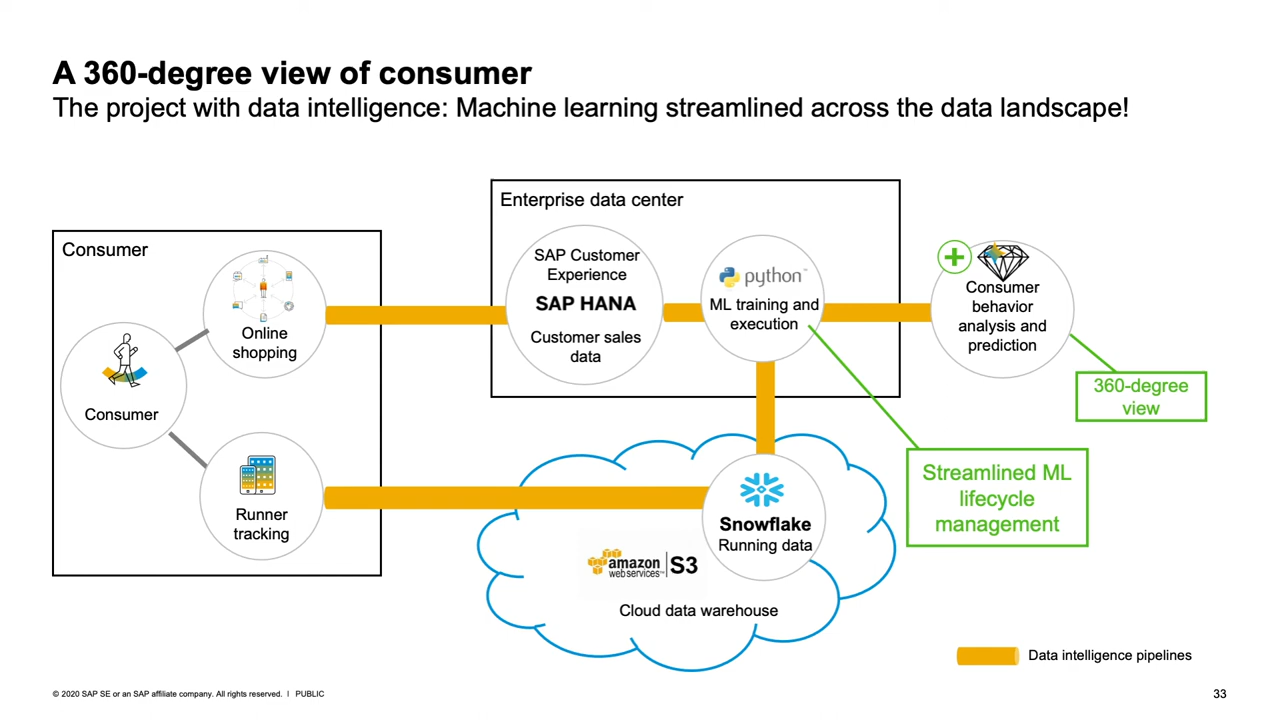 A 360-degree view of consumer
The project with data intelligence: Machine learning streamlined across the data landscape!
Consumer
Online
shopping
Consumer
Runner
tracking
Enterprise data center
SAP Customer
Experience
SAP HANA
Customer sales
data
python™
ML training and
execution
Consumer
behavior
analysis and
prediction
360-degree
view
Streamlined ML
lifecycle
management
Snowflake
Running data
amazon
webservices™
S3
Cloud data warehouse
Data intelligence pipelines
© 2020 SAP SE or an SAP affiliate company. All rights reserved. | PUBLIC
33